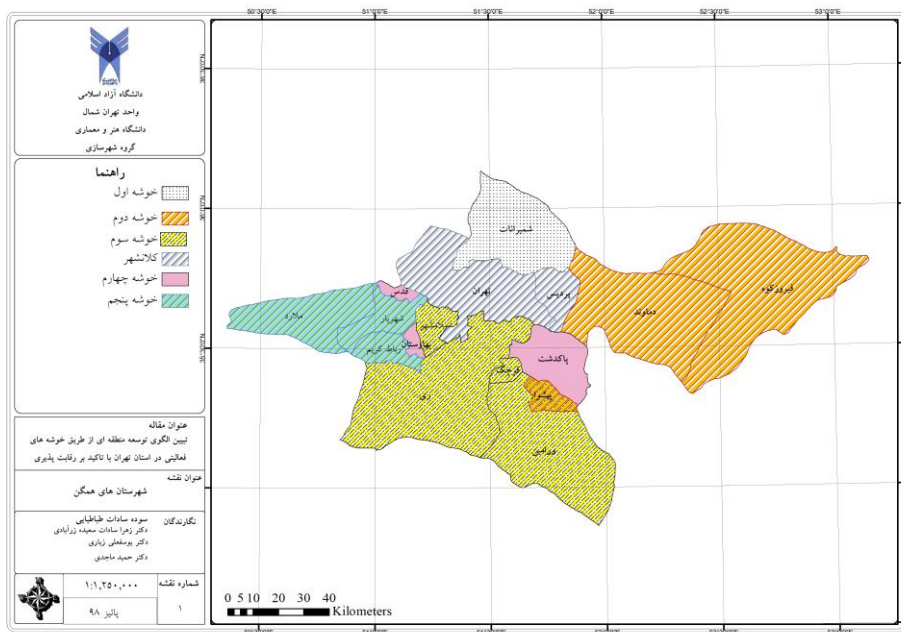 دانشگاه آزاد اسلامی
واحد تهران شمال
دانشگاه هنر و معماری
گروه شهرسازی
راهنما
خوشه اول
خوشه دوم
خوشه سوم
کلانشهر
خوشه چهارم
خوشه پنجم
عنوان مقاله
تبیین الگوی توسعه منطقه ای از طریق خوشه های
فعالیتی در استان تهران با تاکید بر رقابت پذیری
عنوان نقشه
شهرستان های همگن
نگارندگان
سوده سادات طباطبایی
دکتر زهرا سادات سعیده زرآبادی
دکتر یوسفعلی زیاری
دکتر حمید ماجدی
شماره نقشه
۱
۱:۱,۲۵۰,۰۰۰
پائیز ۹۸
50°30'0"E 51°0'0"E 51°30'0"E 52°0'0"E 52°30'0"E 53°0'0"E
شمیرانات
تهران
پردیس
دماوند
فیروزکوه
قدس
ملارد
شهریار
اسلامشهر
رباط کریم
بهارستان
پاکدشت
قرچک
پیشوا
ری
ورامین
0 5 10 20 30 40
Kilometers